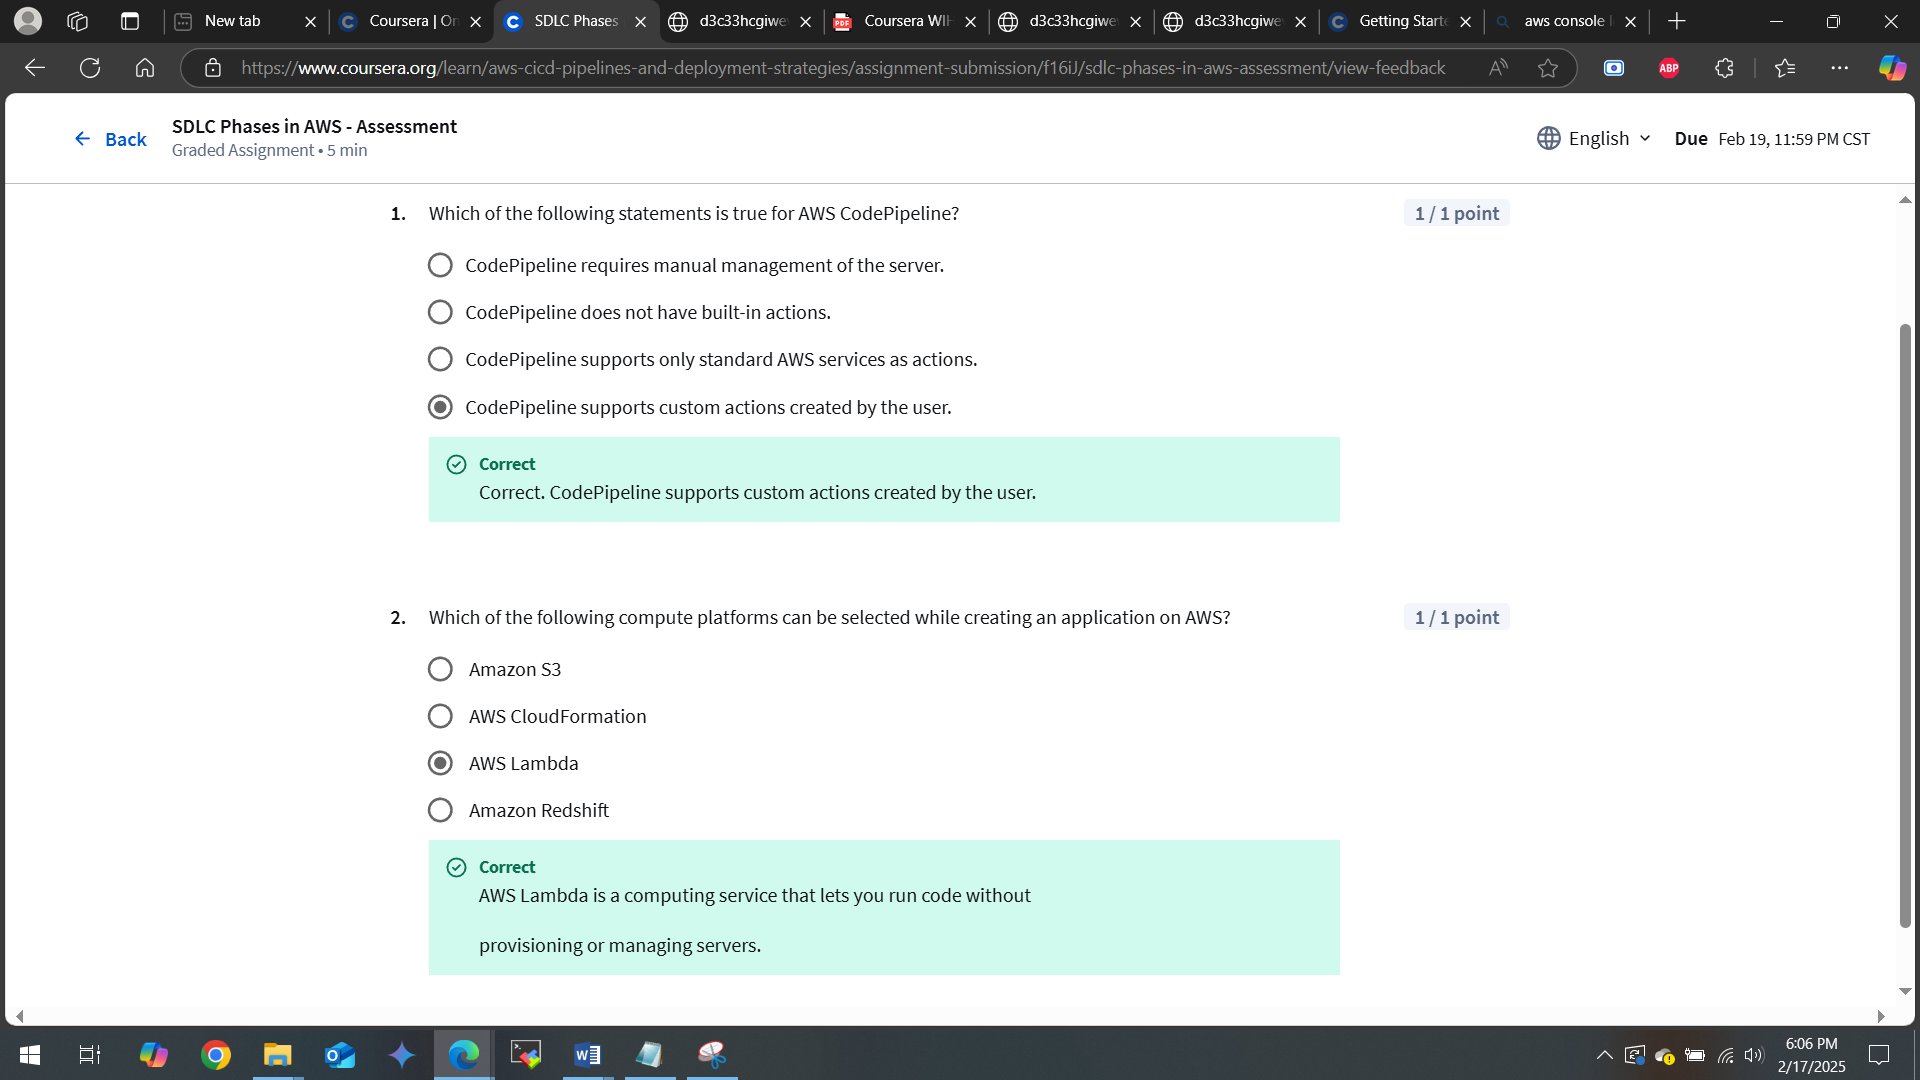 New tab
Coursera | On
SDLC Phases
d3c33hcgiwe
Coursera WIH
d3c33hcgiwe
d3c33hcgiwe
Getting Starte
aws console l
https://www.coursera.org/learn/aws-cicd-pipelines-and-deployment-strategies/assignment-submission/f16iJ/sdlc-phases-in-aws-assessment/view-feedback
ABP
Back
SDLC Phases in AWS - Assessment
Graded Assignment • 5 min
English
Due Feb 19, 11:59 PM CST
1. Which of the following statements is true for AWS CodePipeline?
1 / 1 point
CodePipeline requires manual management of the server.
CodePipeline does not have built-in actions.
CodePipeline supports only standard AWS services as actions.
CodePipeline supports custom actions created by the user.
Correct
Correct. CodePipeline supports custom actions created by the user.
2. Which of the following compute platforms can be selected while creating an application on AWS?
1 / 1 point
Amazon S3
AWS CloudFormation
AWS Lambda
Amazon Redshift
Correct
AWS Lambda is a computing service that lets you run code without
provisioning or managing servers.
6:06 PM
2/17/2025